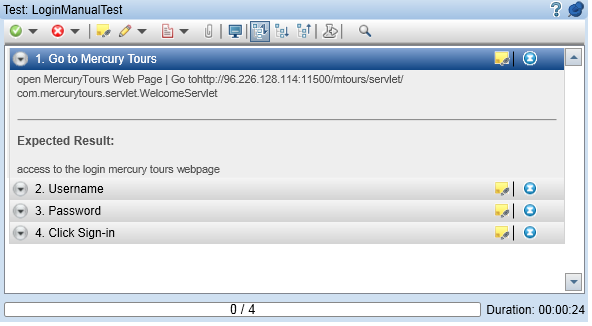 Test: LoginManualTest
1. Go to Mercury Tours
open MercuryTours Web Page | Go tohttp://96.226.128.114:11500/mtours/servlet/
com.mercurytours.servlet.WelcomeServlet
Expected Result:
access to the login mercury tours webpage
2. Username
3. Password
4. Click Sign-in
0 / 4
Duration: 00:00:24